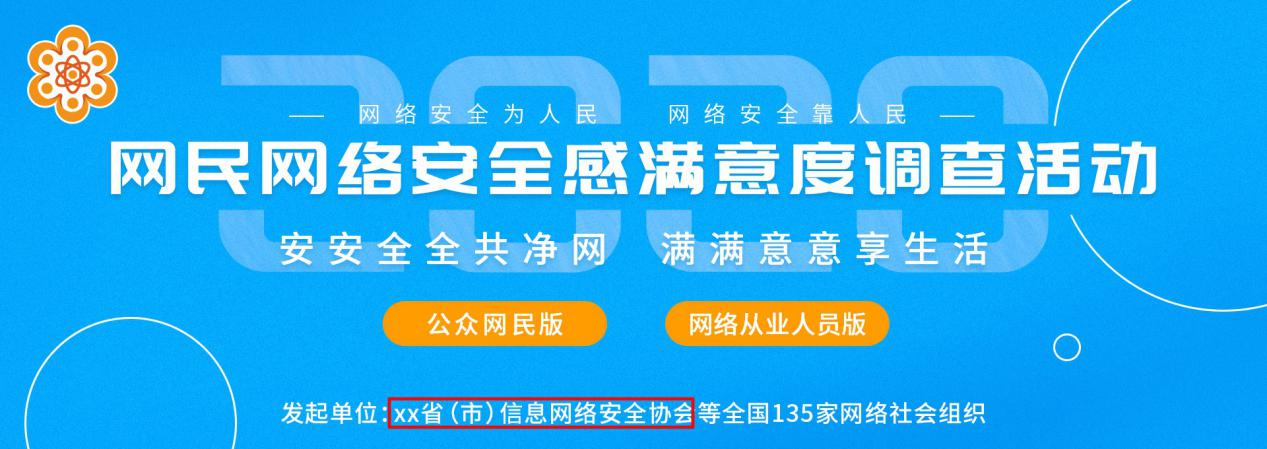 2020
网络安全为人民 网络安全靠人民
网民网络安全感满意度调查活动
安安全全共净网 满满意意享生活
公众网民版 网络从业人员版
发起单位：xx省（市）信息网络安全协会等全国135家网络社会组织